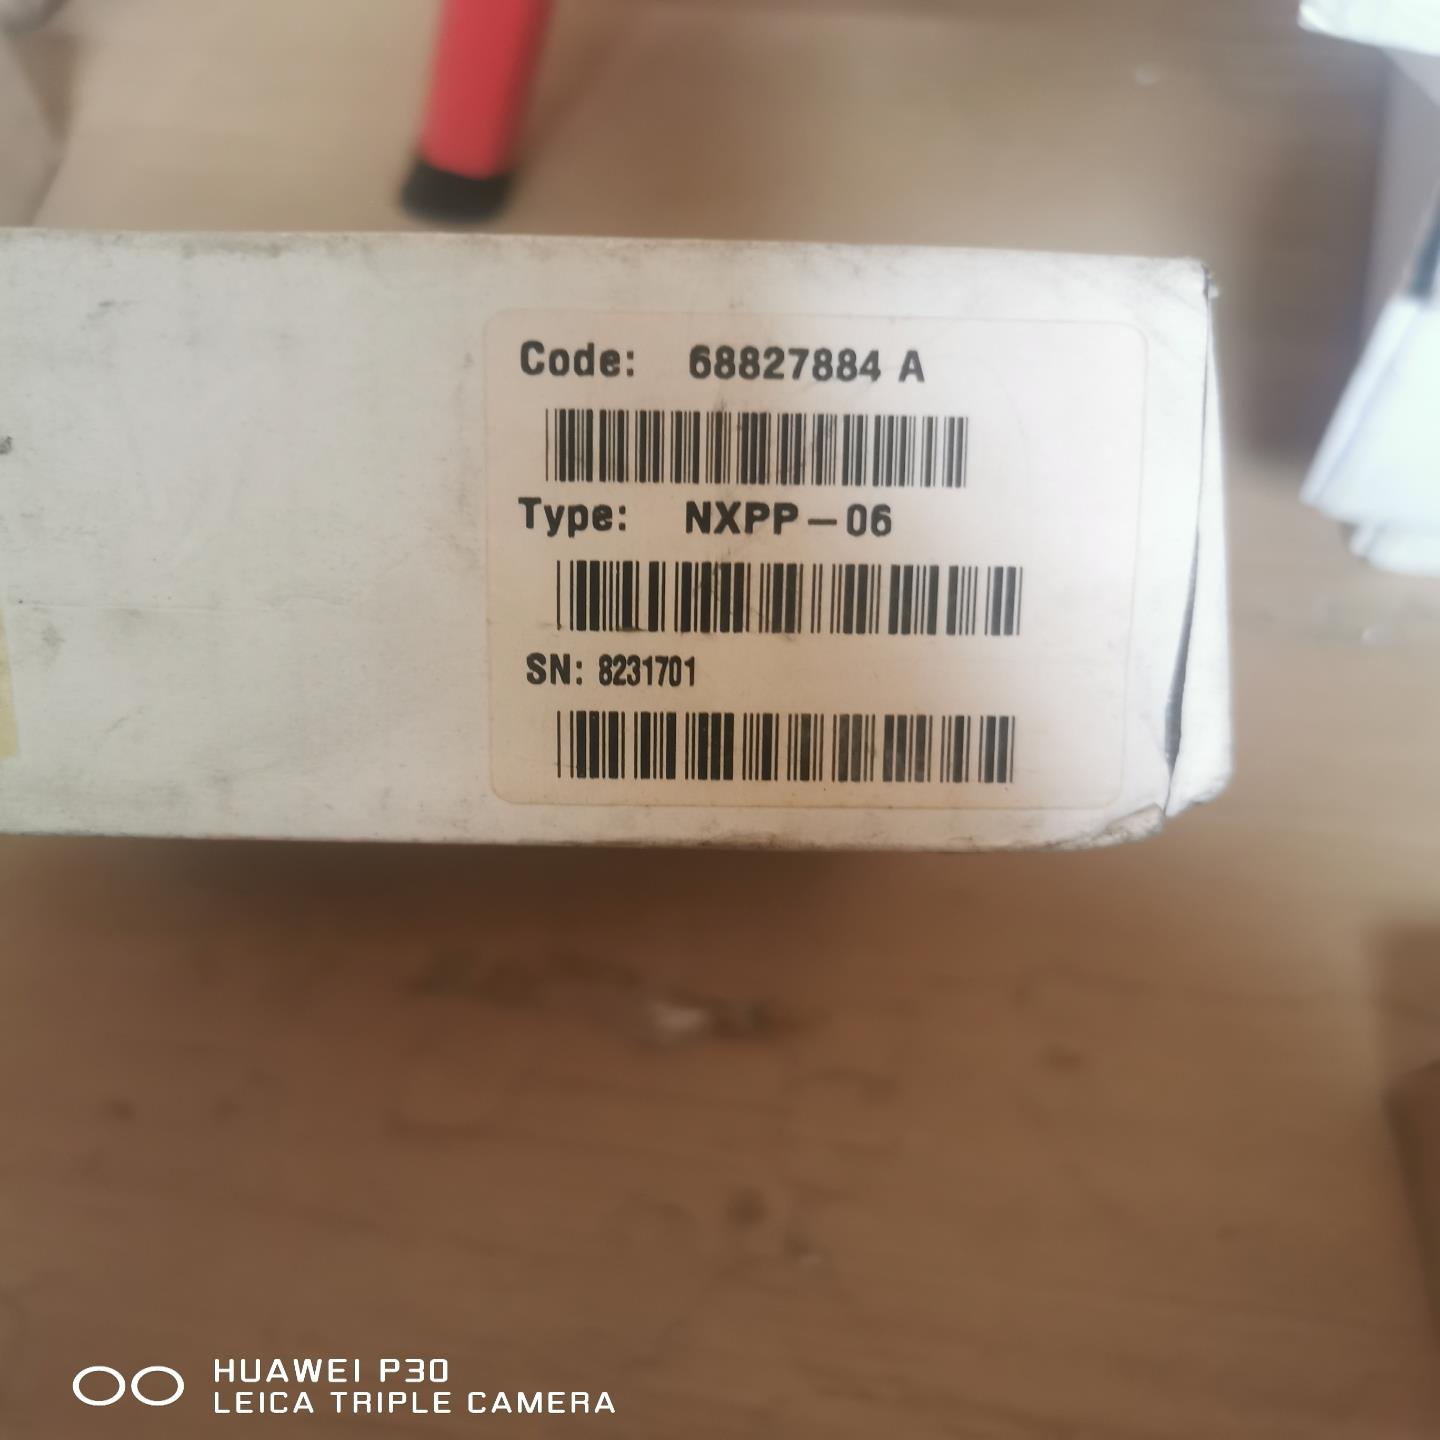 Code: 68827884 A
Type: NXPP-06
SN: 8231701
HUAWEI P30
LEICA TRIPLE CAMERA